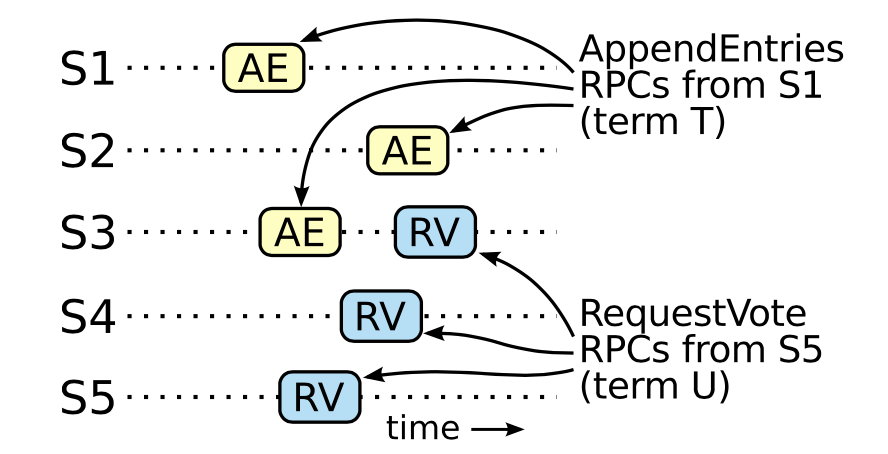 S1 AE
AppendEntries
RPCs from S1
(term T)
S2 AE
S3 AE RV
S4 RV
RequestVote
RPCs from S5
(term U)
S5 RV
time